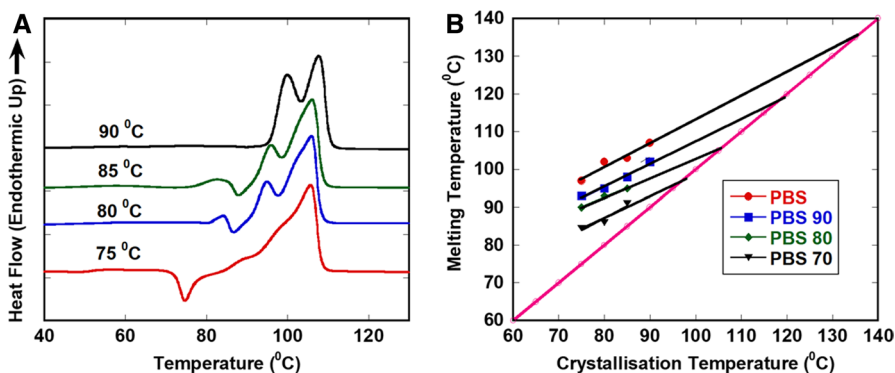 A
Heat Flow (Endothermic Up)
90 ⁰C
85 ⁰C
80 ⁰C
75 ⁰C
40 60 80 100 120
Temperature (⁰C)
B
Melting Temperature (⁰C)
140
130
120
110
100
90
80
70
60
PBS
PBS 90
PBS 80
PBS 70
60 70 80 90 100 110 120 130 140
Crystallisation Temperature (⁰C)